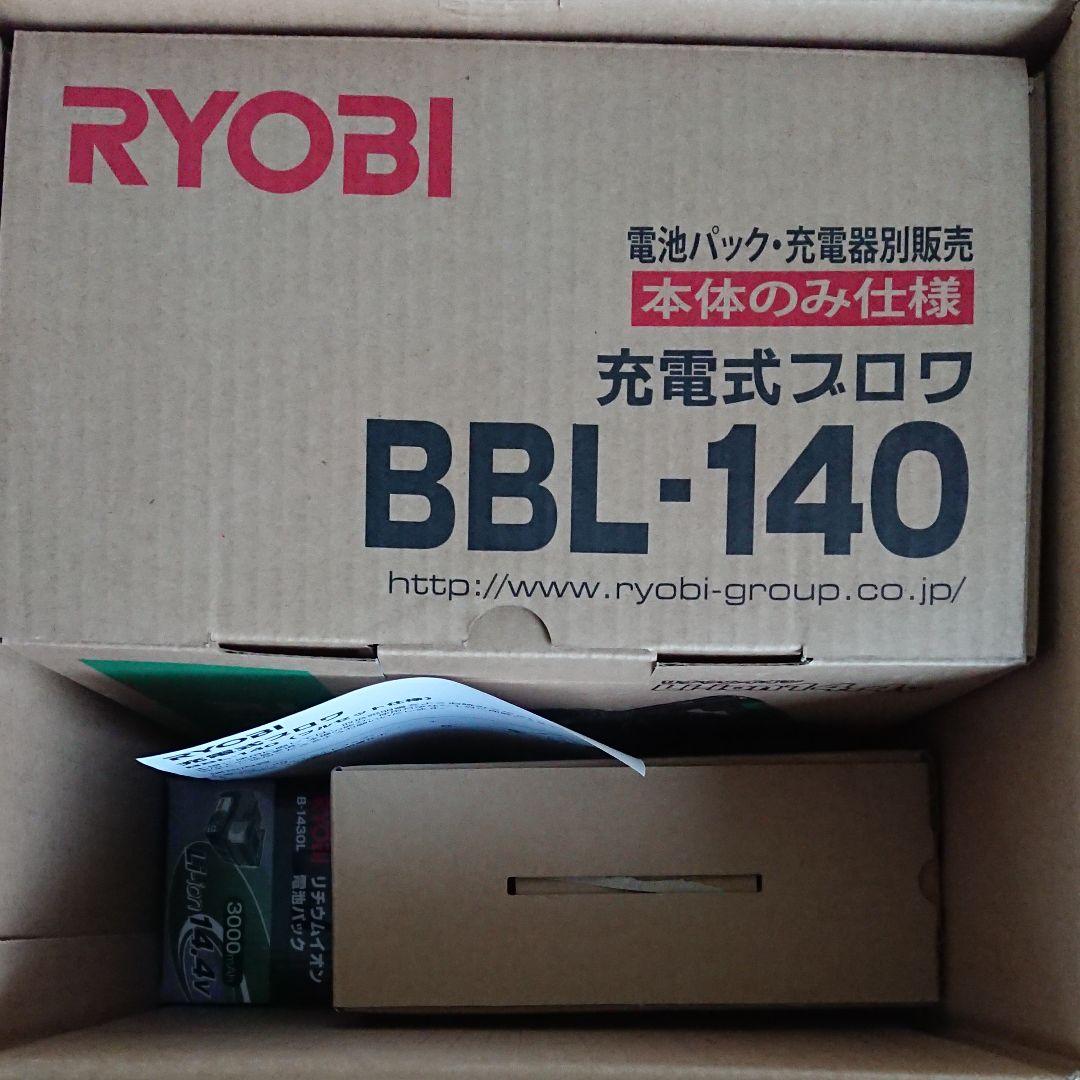 RYOBI
電池パック・充電器別販売
本体のみ仕様
充電式ブロワ
BBL-140
http://www.ryobi-group.co.jp/
RYOBI
RYOBI
B-1430L
リチウムイオン
電池パック
Li-ion 14.4V
3000mAh